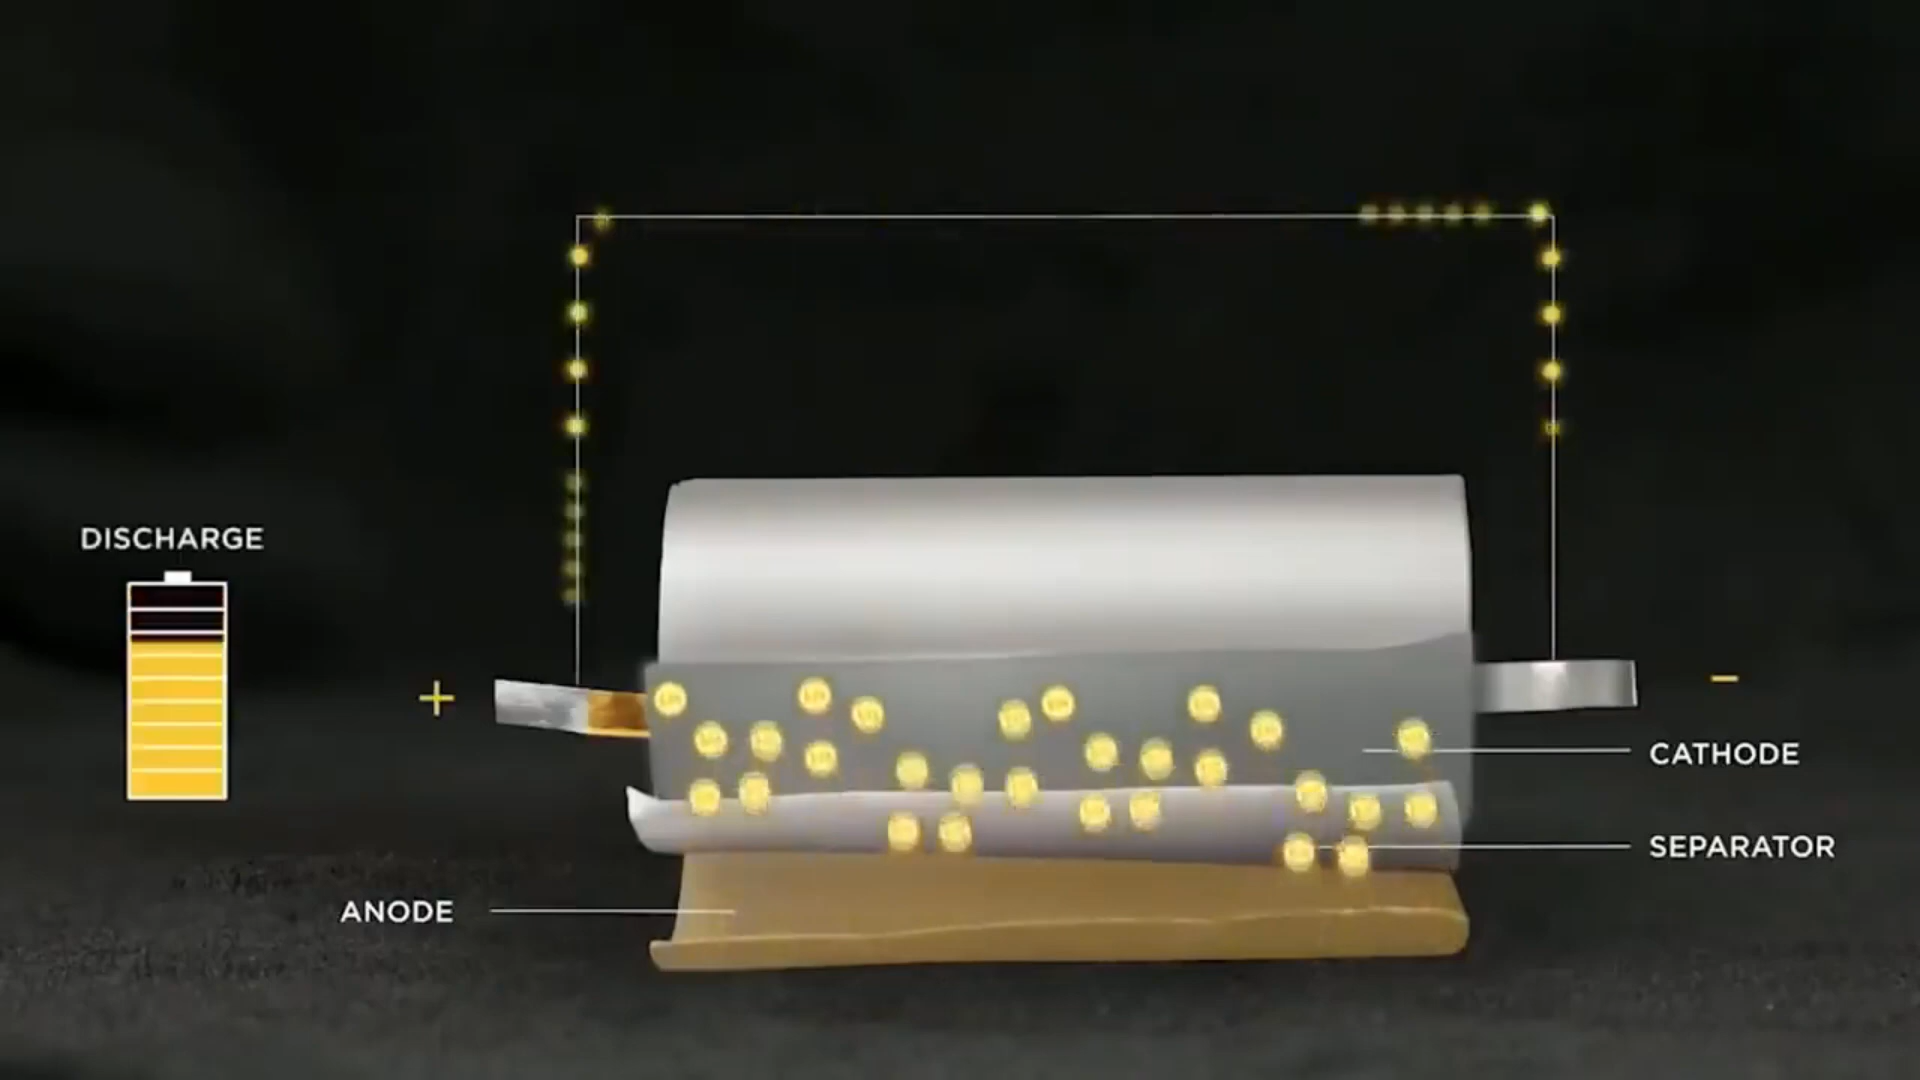 DISCHARGE
+
−
CATHODE
SEPARATOR
ANODE